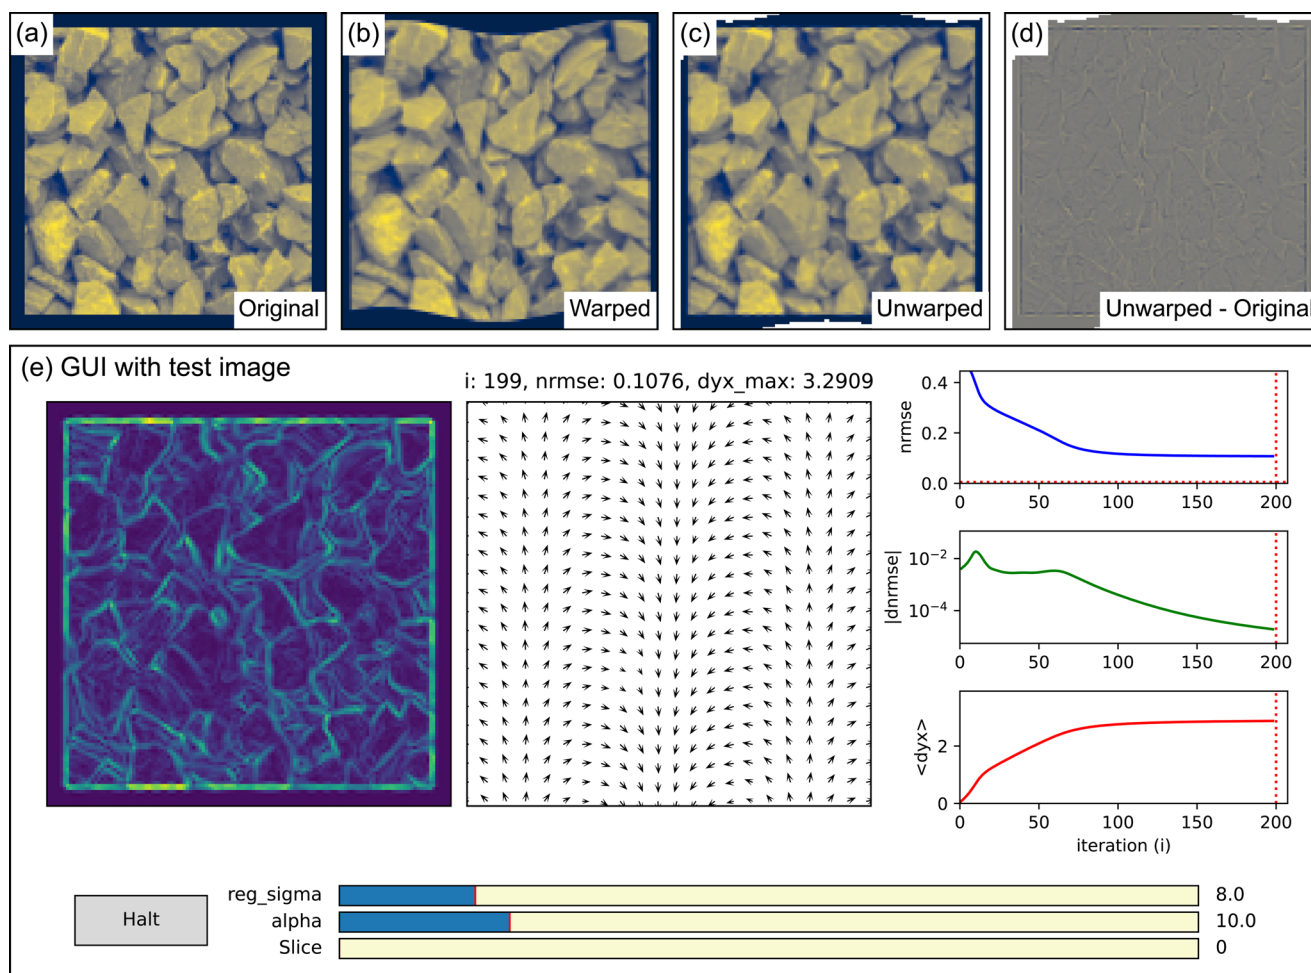 (a)
Original
(b)
Warped
(c)
Unwarped
(d)
Unwarped - Original
(e) GUI with test image
i: 199, nrmse: 0.1076, dyx_max: 3.2909
nrmse
0.4
0.2
0.0
0 50 100 150 200
|dnrmse|
10⁻²
10⁻⁴
0 50 100 150 200
<dyx>
2
0
0 50 100 150 200
iteration (i)
Halt
reg_sigma 8.0
alpha 10.0
Slice 0